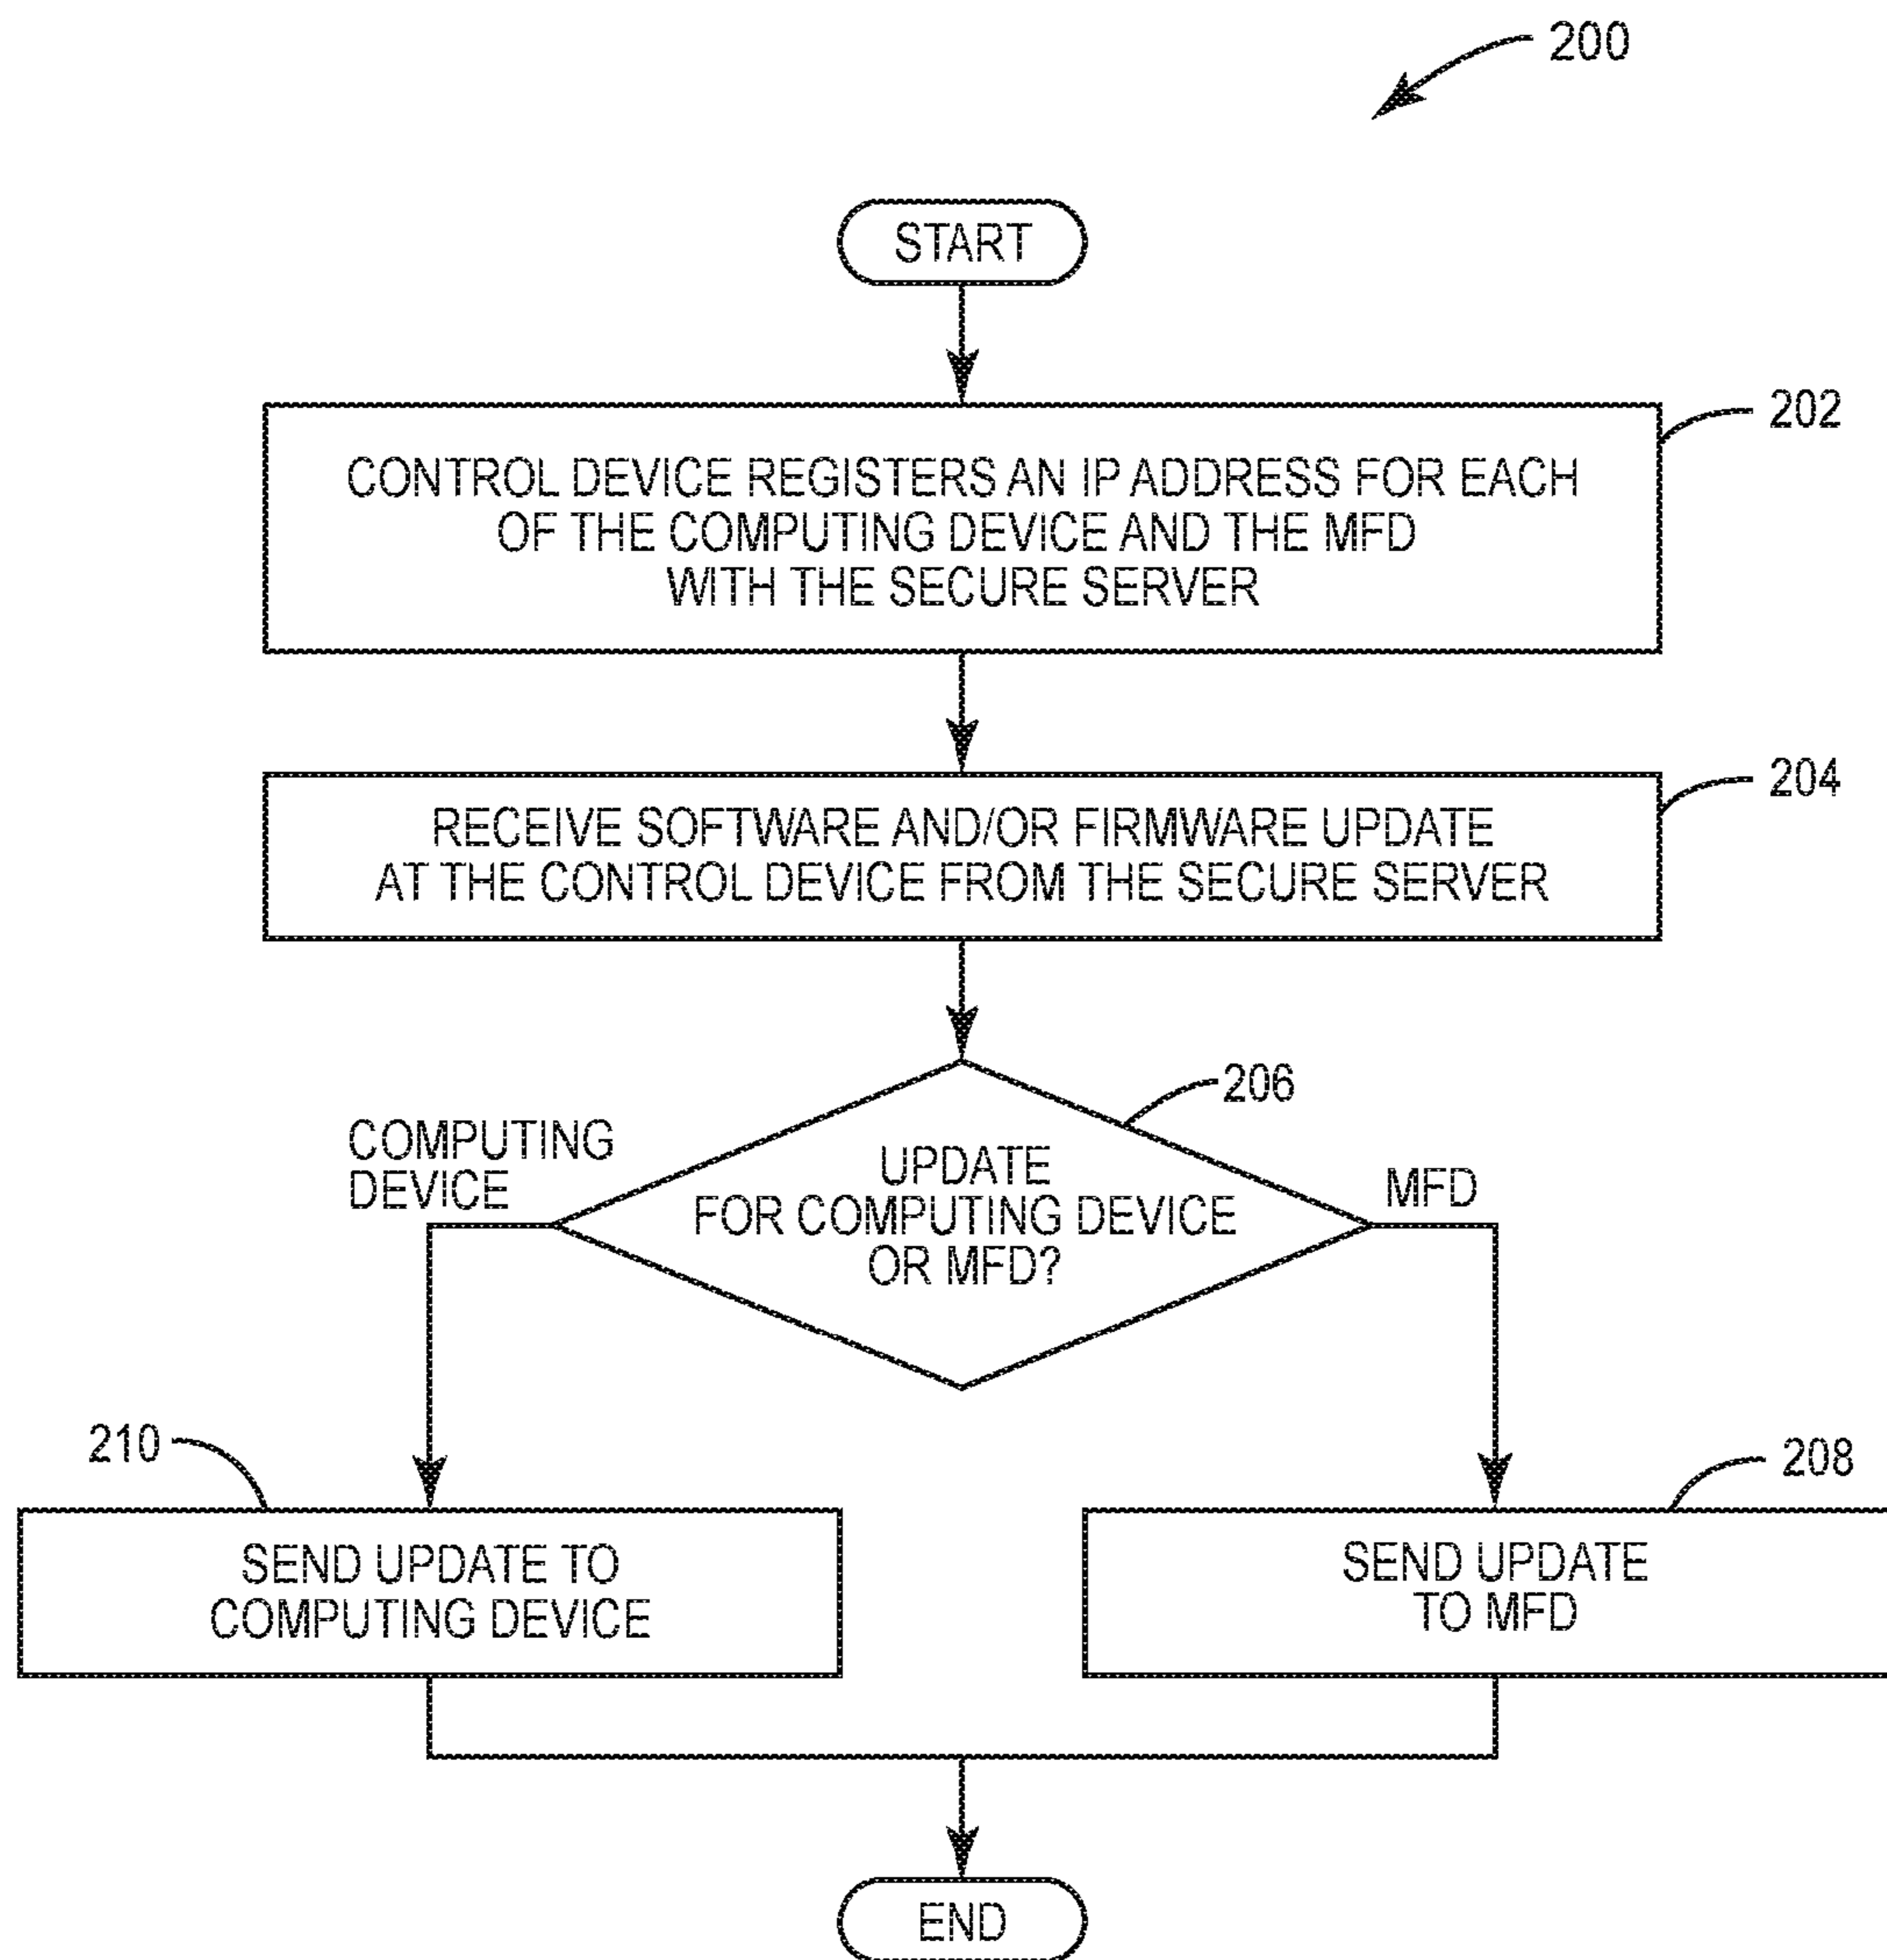 200
START
202
CONTROL DEVICE REGISTERS AN IP ADDRESS FOR EACH
OF THE COMPUTING DEVICE AND THE MFD
WITH THE SECURE SERVER
204
RECEIVE SOFTWARE AND/OR FIRMWARE UPDATE
AT THE CONTROL DEVICE FROM THE SECURE SERVER
206
UPDATE
FOR COMPUTING DEVICE
OR MFD?
COMPUTING
DEVICE
MFD
210
SEND UPDATE TO
COMPUTING DEVICE
208
SEND UPDATE
TO MFD
END